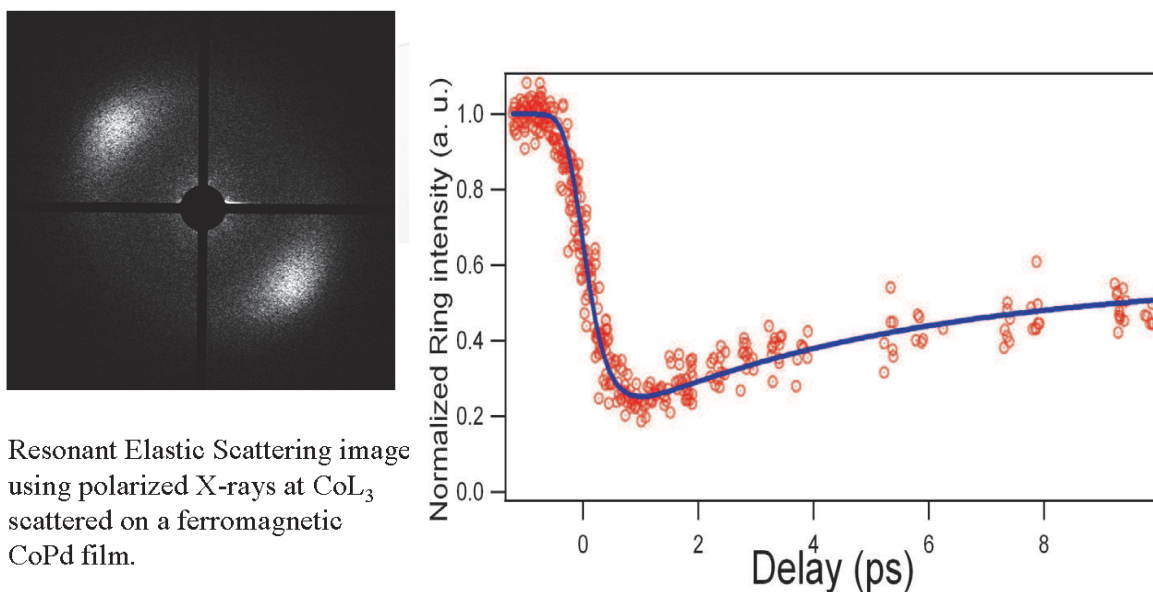 Resonant Elastic Scattering image
using polarized X-rays at CoL₃
scattered on a ferromagnetic
CoPd film.
Normalized Ring intensity (a. u.)
1.0
0.8
0.6
0.4
0.2
0.0
0
2
4
6
8
Delay (ps)